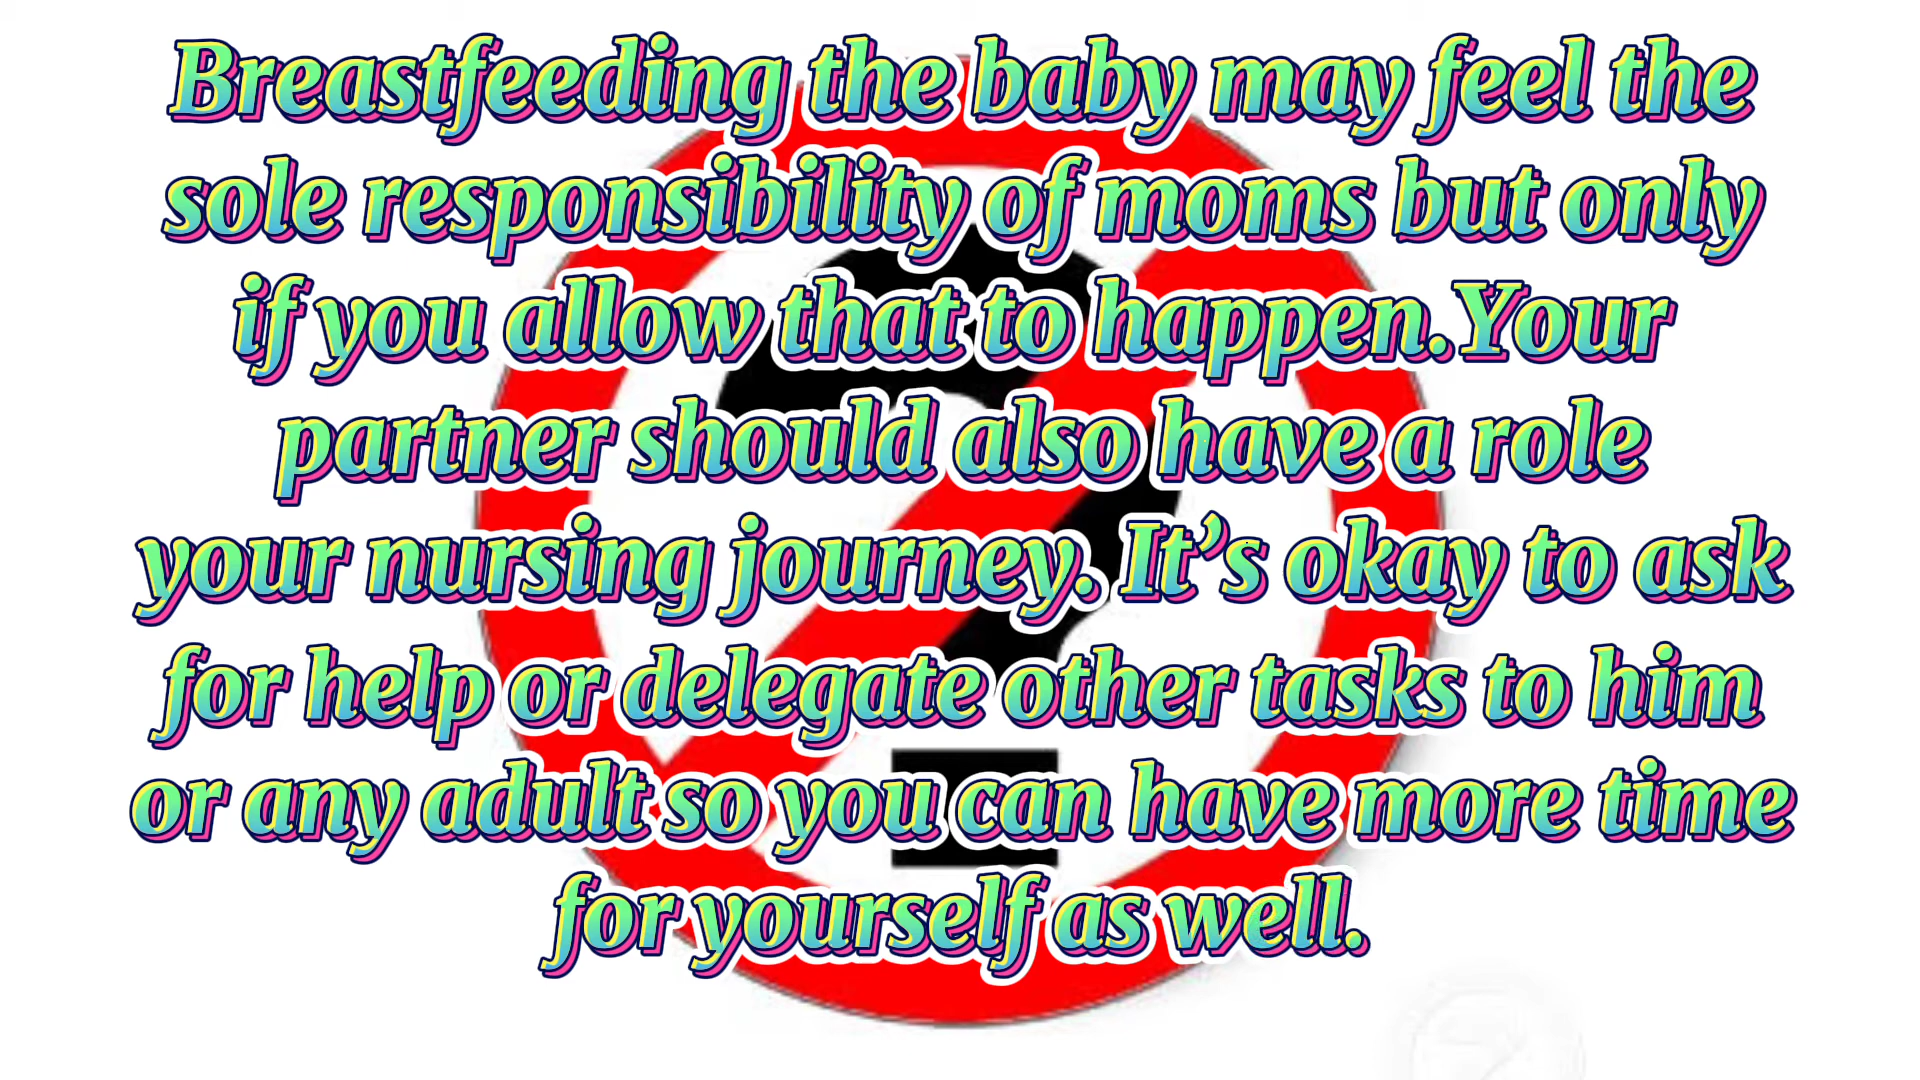 Breastfeeding the baby may feel the
sole responsibility of moms but only
if you allow that to happen.Your
partner should also have a role
your nursing journey. It’s okay to ask
for help or delegate other tasks to him
or any adult so you can have more time
for yourself as well.